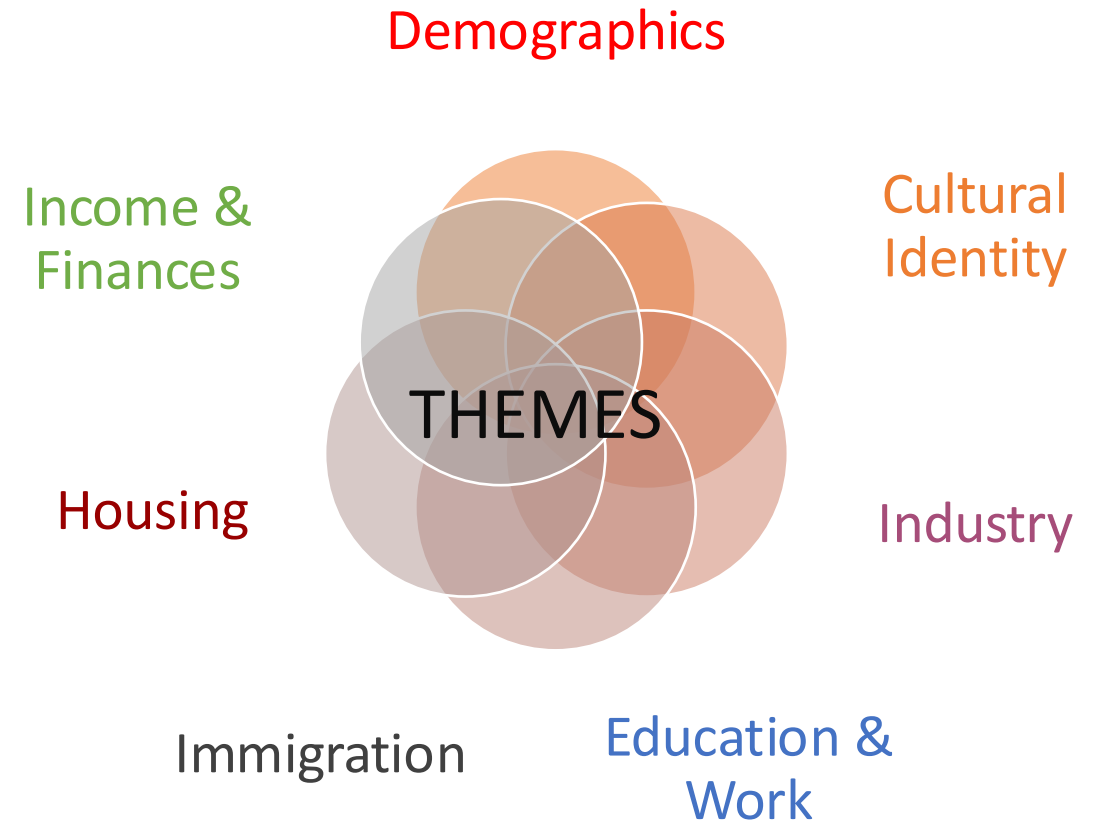 Demographics
Income &
Finances
Cultural
Identity
THEMES
Housing
Industry
Immigration
Education &
Work